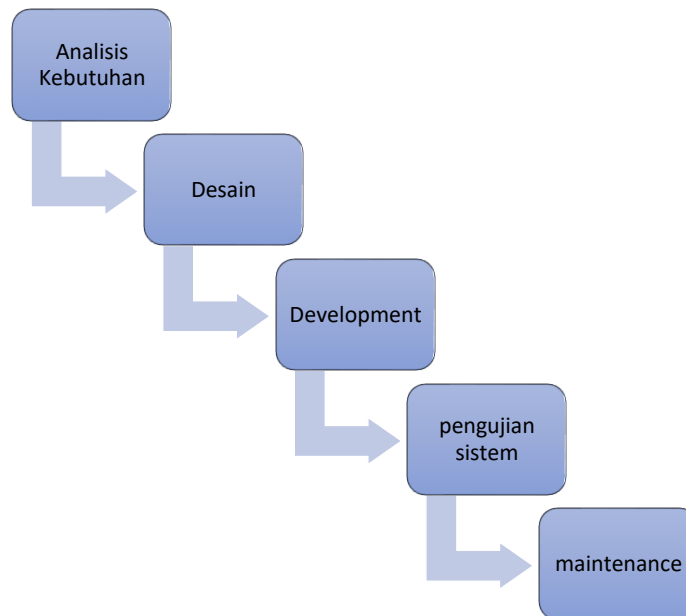 Analisis
Kebutuhan
Desain
Development
pengujian
sistem
maintenance